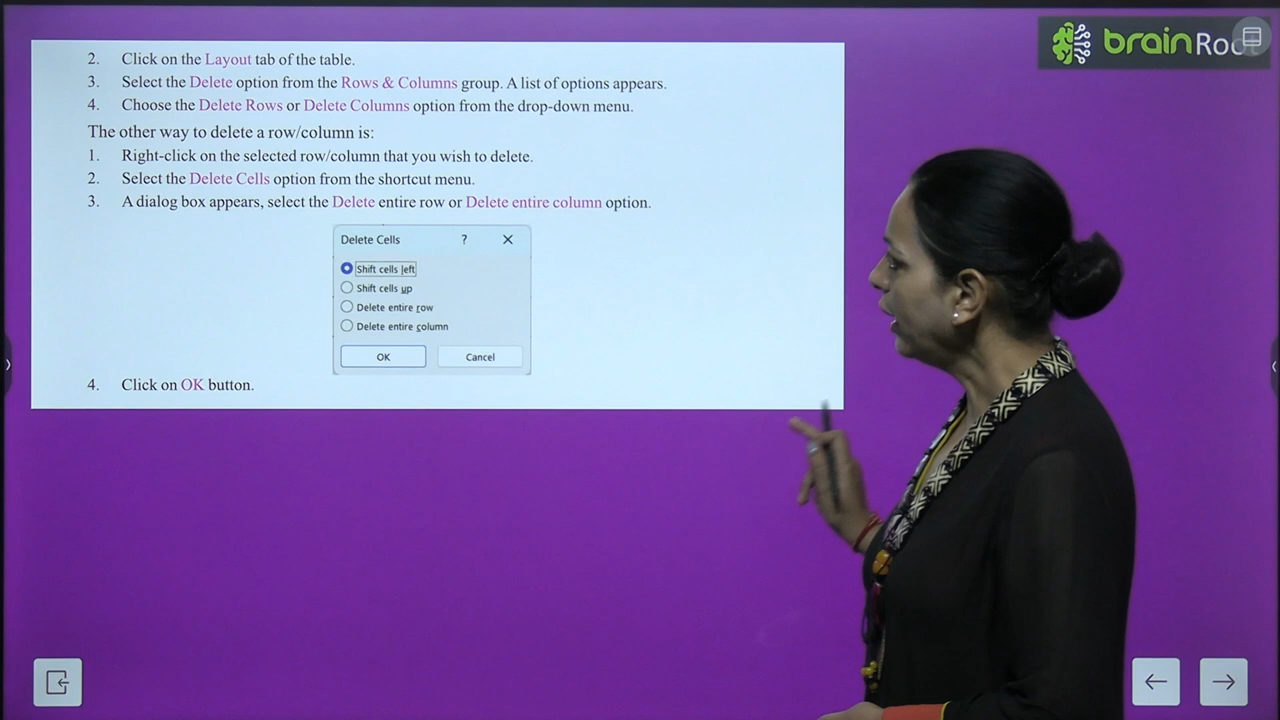 brainRoot
2. Click on the Layout tab of the table.
3. Select the Delete option from the Rows & Columns group. A list of options appears.
4. Choose the Delete Rows or Delete Columns option from the drop-down menu.
The other way to delete a row/column is:
1. Right-click on the selected row/column that you wish to delete.
2. Select the Delete Cells option from the shortcut menu.
3. A dialog box appears, select the Delete entire row or Delete entire column option.
Delete Cells ?
Shift cells left
Shift cells up
Delete entire row
Delete entire column
OK Cancel
4. Click on OK button.